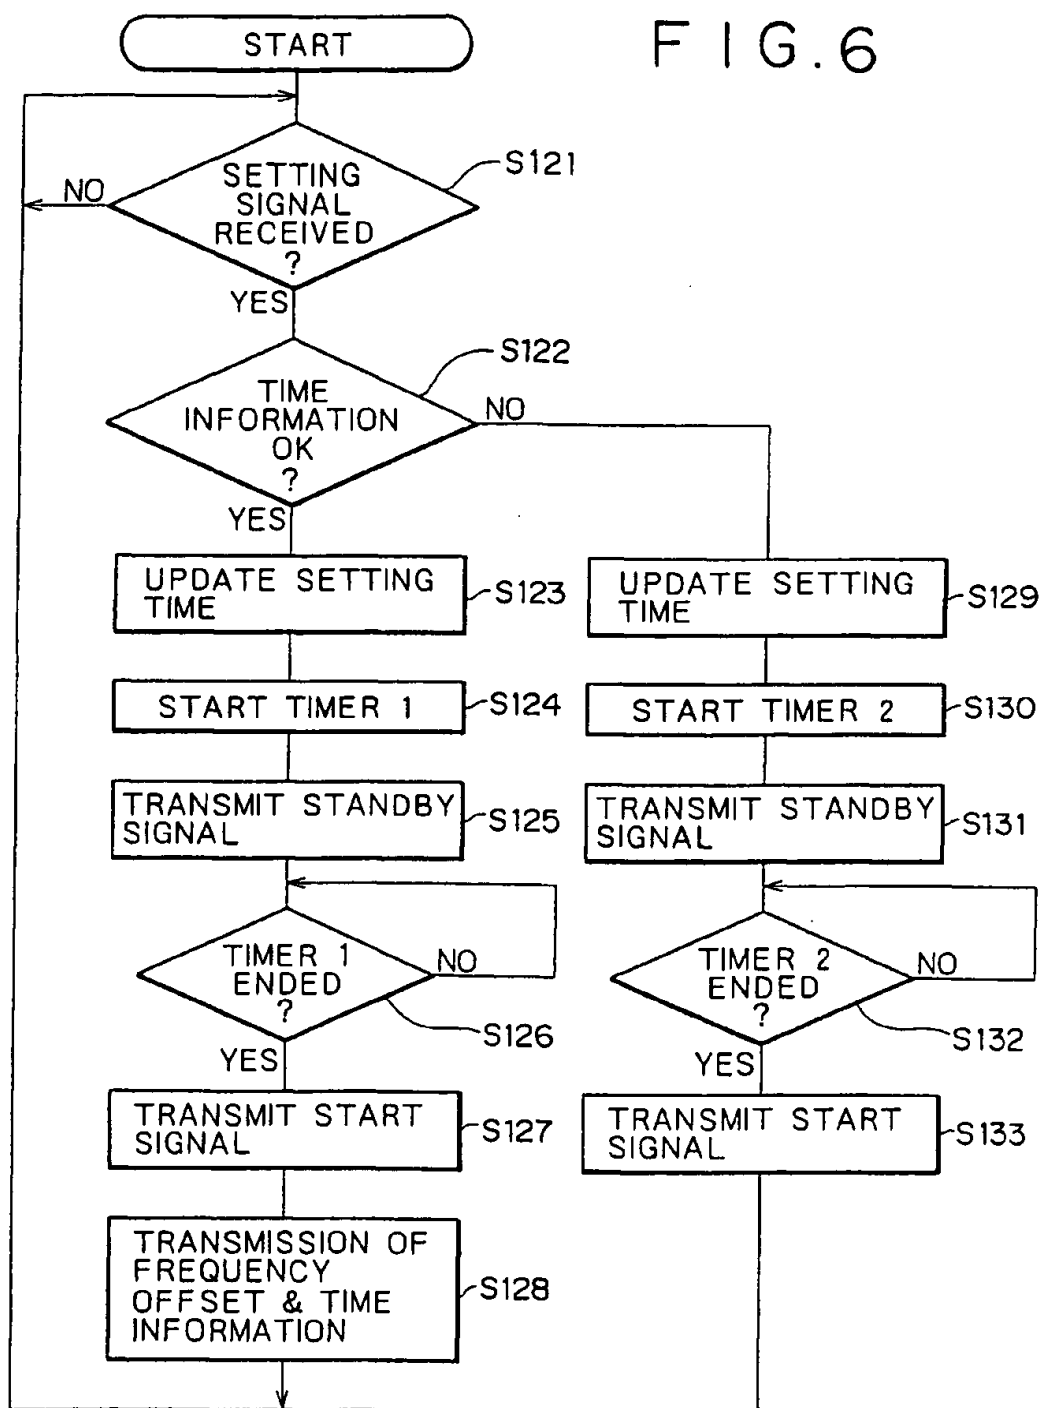 START
FIG.6
SETTING
SIGNAL
RECEIVED
?
S121
NO
YES
TIME
INFORMATION
OK
?
S122
NO
YES
UPDATE SETTING
TIME
S123
START TIMER 1
S124
TRANSMIT STANDBY
SIGNAL
S125
TIMER 1
ENDED
?
NO
S126
YES
TRANSMIT START
SIGNAL
S127
TRANSMISSION OF
FREQUENCY
OFFSET & TIME
INFORMATION
S128
UPDATE SETTING
TIME
S129
START TIMER 2
S130
TRANSMIT STANDBY
SIGNAL
S131
TIMER 2
ENDED
?
NO
S132
YES
TRANSMIT START
SIGNAL
S133